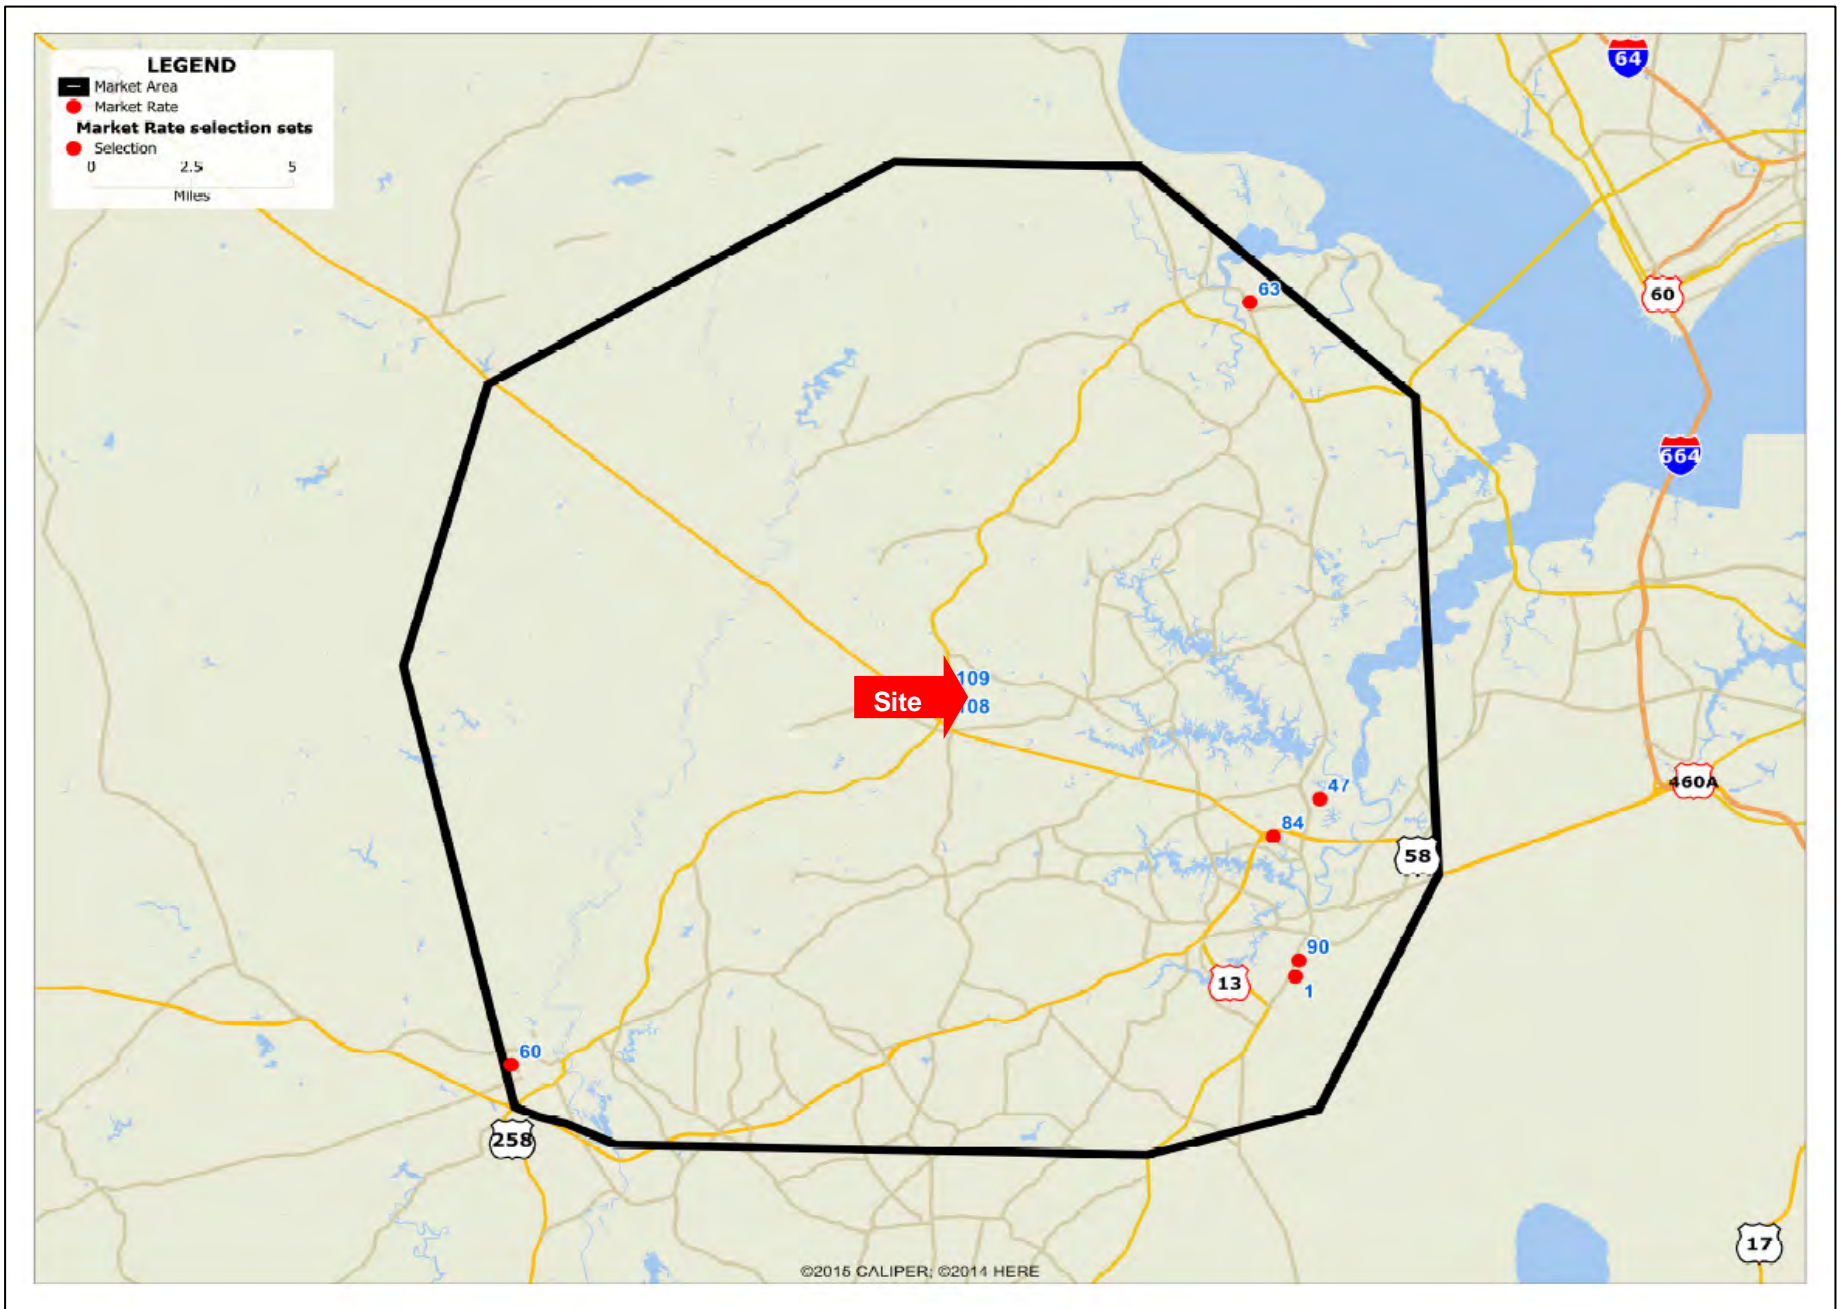 LEGEND
Market Area
Market Rate
Market Rate selection sets
Selection
0 2.5 5
Miles
64
63
60
664
109
Site
108
47
460A
84
58
90
13
1
60
258
17
©2015 CALIPER; ©2014 HERE